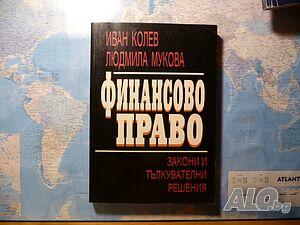 ИВАН КОЛЕВ
ЛЮДМИЛА МУКОВА
ФИНАНСОВО
ПРАВО
ЗАКОНИ И
ТЪЛКУВАТЕЛНИ
РЕШЕНИЯ
ATLANT
ALO.bg